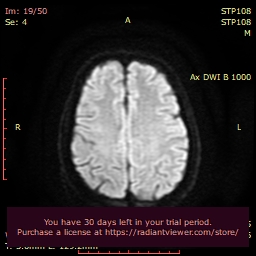 Im: 19/50
Se: 4
STP108
STP108
M
A
Ax DWI B 1000
R
L
You have 30 days left in your trial period.
Purchase a license at https://radiantviewer.com/store/